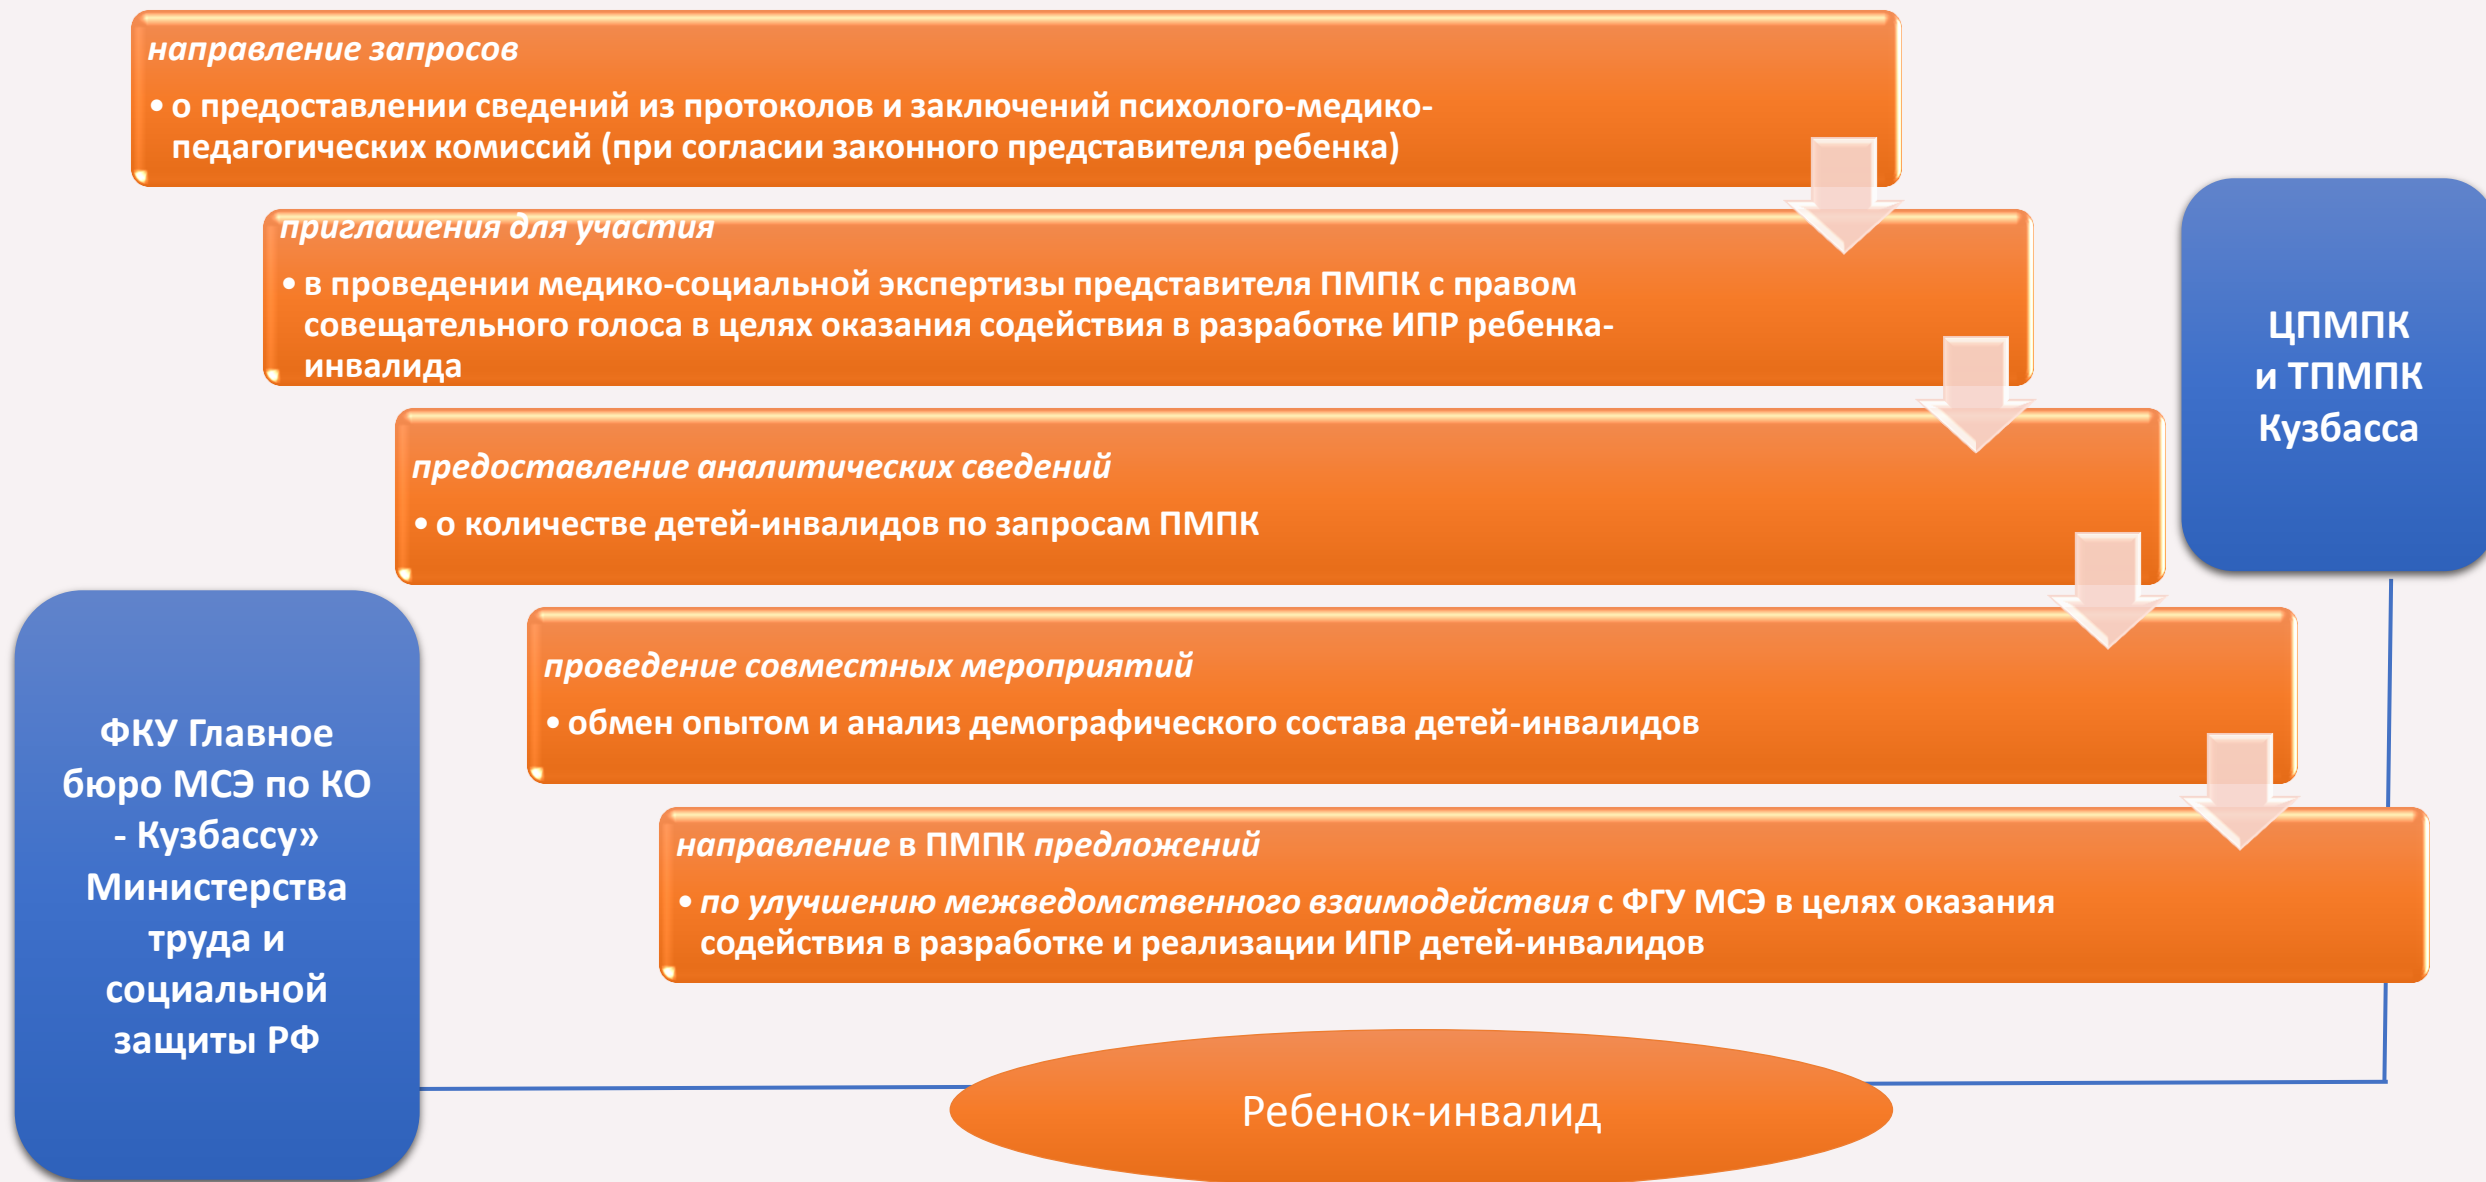 направление запросов
• о предоставлении сведений из протоколов и заключений психолого-медико-
педагогических комиссий (при согласии законного представителя ребенка)
приглашения для участия
• в проведении медико-социальной экспертизы представителя ПМПК с правом
совещательного голоса в целях оказания содействия в разработке ИПР ребенка-
инвалида
предоставление аналитических сведений
• о количестве детей-инвалидов по запросам ПМПК
проведение совместных мероприятий
• обмен опытом и анализ демографического состава детей-инвалидов
направление в ПМПК предложений
• по улучшению межведомственного взаимодействия с ФГУ МСЭ в целях оказания
содействия в разработке и реализации ИПР детей-инвалидов
ЦПМПК
и ТПМПК
Кузбасса
ФКУ Главное
бюро МСЭ по КО
- Кузбассу»
Министерства
труда и
социальной
защиты РФ
Ребенок-инвалид